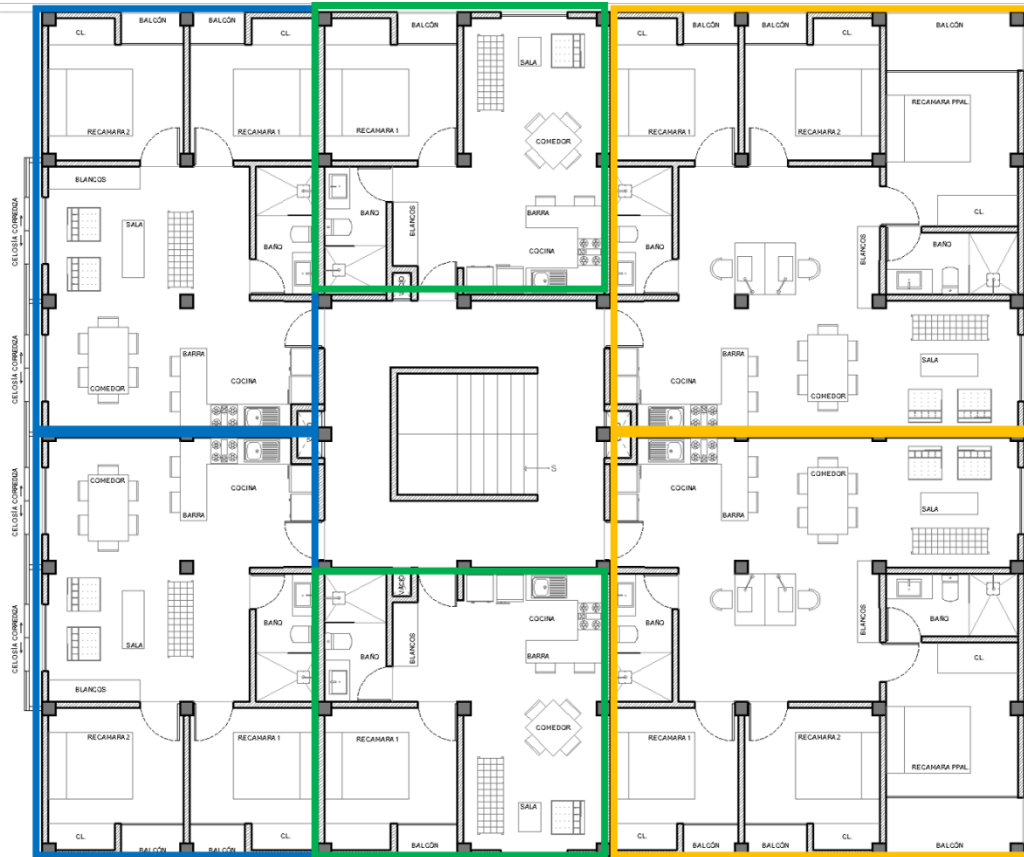 BALCÓN
BALCÓN
BALCÓN
BALCÓN
BALCÓN
BALCÓN
CL.
CL.
CL.
CL.
SALA
RECAMARA PPAL.
RECAMARA 2
RECAMARA 1
RECAMARA 1
COMEDOR
RECAMARA 1
RECAMARA 2
BLANCOS
CELOSÍA CORREDIZA
SALA
BAÑO
BAÑO
BLANCOS
BARRA
COCINA
BAÑO
BLANCOS
CL.
BAÑO
VACIO
CELOSÍA CORREDIZA
COMEDOR
BARRA
COCINA
COCINA
BARRA
COMEDOR
SALA
S
CELOSÍA CORREDIZA
COMEDOR
BARRA
COCINA
COCINA
BARRA
COMEDOR
SALA
CELOSÍA CORREDIZA
SALA
BLANCOS
BAÑO
BAÑO
VACIO
BLANCOS
COCINA
BARRA
BAÑO
BLANCOS
BAÑO
CL.
RECAMARA 2
RECAMARA 1
RECAMARA 1
COMEDOR
SALA
RECAMARA 1
RECAMARA 2
RECAMARA PPAL.
CL.
CL.
CL.
CL.
BALCÓN
BALCÓN
BALCÓN
BALCÓN
BALCÓN
BALCÓN